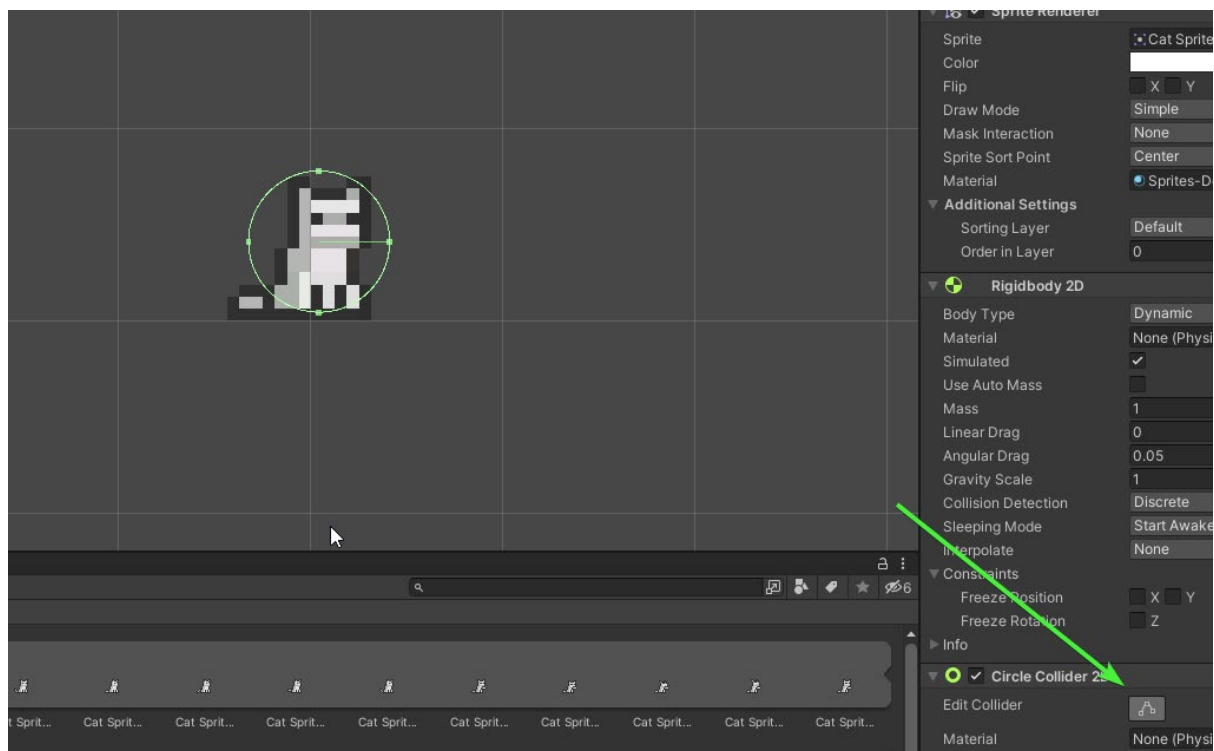 Sprite Renderer
Sprite Cat Sprite
Color
Flip X Y
Draw Mode Simple
Mask Interaction None
Sprite Sort Point Center
Material Sprites-D
Additional Settings
Sorting Layer Default
Order in Layer 0
Rigidbody 2D
Body Type Dynamic
Material None (Physi
Simulated
Use Auto Mass
Mass 1
Linear Drag 0
Angular Drag 0.05
Gravity Scale 1
Collision Detection Discrete
Sleeping Mode Start Awake
Interpolate None
Constraints
Freeze Position X Y
Freeze Rotation Z
Info
Circle Collider 2D
Edit Collider
Material None (Physi
6
t Sprit... Cat Sprit... Cat Sprit... Cat Sprit... Cat Sprit... Cat Sprit... Cat Sprit... Cat Sprit... Cat Sprit... Cat Sprit...